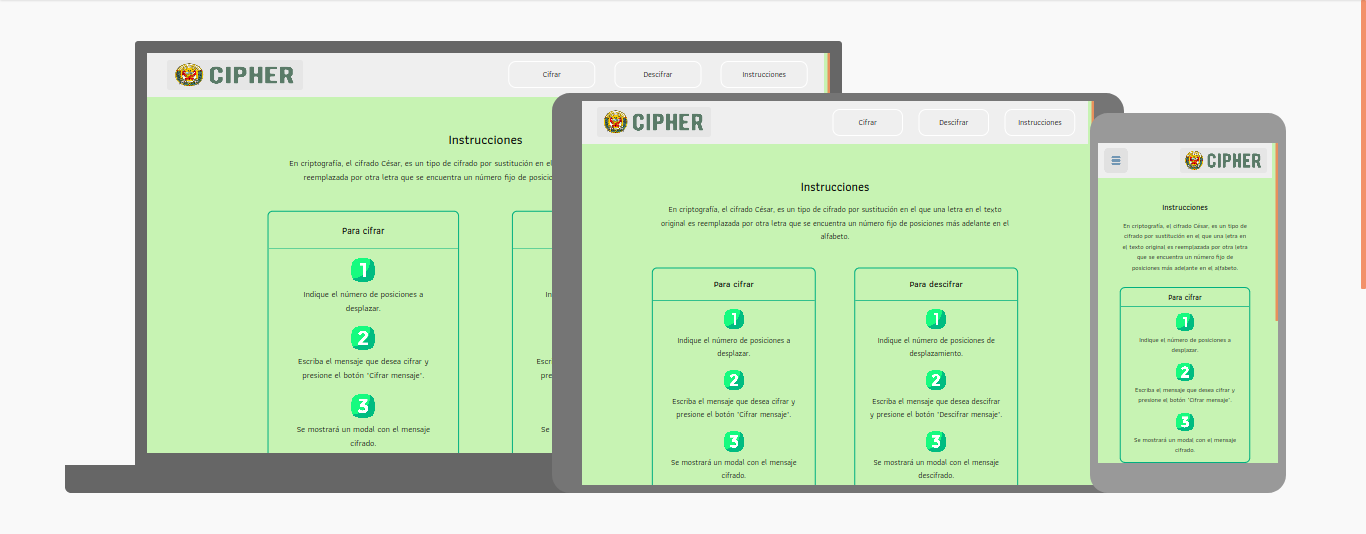 CIPHER
Cifrar
Descifrar
Instrucciones
Instrucciones
En criptografía, el cifrado César, es un tipo de cifrado por sustitución en el
reemplazada por otra letra que se encuentra un número fijo de posic
Para cifrar
1
Indique el número de posiciones a
desplazar.
2
Escriba el mensaje que desea cifrar y
presione el botón "Cifrar mensaje".
3
Se mostrará un modal con el mensaje
cifrado.
In
Escr
pre
Se
CIPHER
Cifrar
Descifrar
Instrucciones
Instrucciones
En criptografía, el cifrado César, es un tipo de cifrado por sustitución en el que una letra en el texto
original es reemplazada por otra letra que se encuentra un número fijo de posiciones más adelante en el
alfabeto.
Para cifrar
1
Indique el número de posiciones a
desplazar.
2
Escriba el mensaje que desea cifrar y
presione el botón "Cifrar mensaje".
3
Se mostrará un modal con el mensaje
cifrado.
Para descifrar
1
Indique el número de posiciones de
desplazamiento.
2
Escriba el mensaje que desea descifrar
y presione el botón "Descifrar mensaje".
3
Se mostrará un modal con el mensaje
descifrado.
CIPHER
Instrucciones
En criptografía, el cifrado César, es un tipo de
cifrado por sustitución en el que una letra en
el texto original es reemplazada por otra letra
que se encuentra un número fijo de
posiciones más adelante en el alfabeto.
Para cifrar
1
Indique el número de posiciones a
desplazar.
2
Escriba el mensaje que desea cifrar y
presione el botón "Cifrar mensaje".
3
Se mostrará un modal con el mensaje
cifrado.